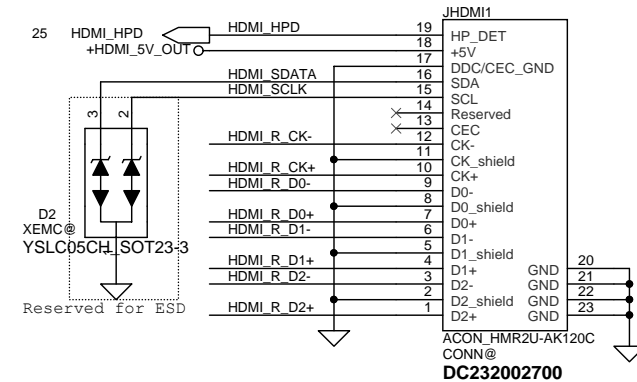 JHDMI1
25 HDMI_HPD HDMI_HPD 19 HP_DET
+HDMI_5V_OUT 18 +5V
17 DDC/CEC_GND
HDMI_SDATA 16 SDA
HDMI_SCLK 15 SCL
14 Reserved
13 CEC
HDMI_R_CK- 12 CK-
11 CK_shield
HDMI_R_CK+ 10 CK+
HDMI_R_D0- 9 D0-
8 D0_shield
HDMI_R_D0+ 7 D0+
HDMI_R_D1- 6 D1-
5 D1_shield
HDMI_R_D1+ 4 D1+ GND 20
HDMI_R_D2- 3 D2- GND 21
2 D2_shield GND 22
HDMI_R_D2+ 1 D2+ GND 23
3 2
D2
XEMC@
YSLC05CH_SOT23-3
1
Reserved for ESD
ACON_HMR2U-AK120C
CONN@
DC232002700